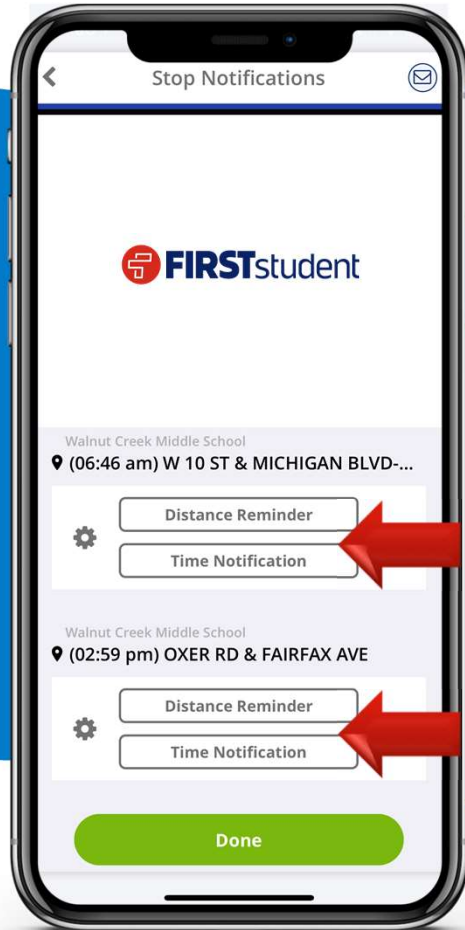 Stop Notifications
FIRSTstudent
Walnut Creek Middle School
(06:46 am) W 10 ST & MICHIGAN BLVD-...
Distance Reminder
Time Notification
Walnut Creek Middle School
(02:59 pm) OXER RD & FAIRFAX AVE
Distance Reminder
Time Notification
Done